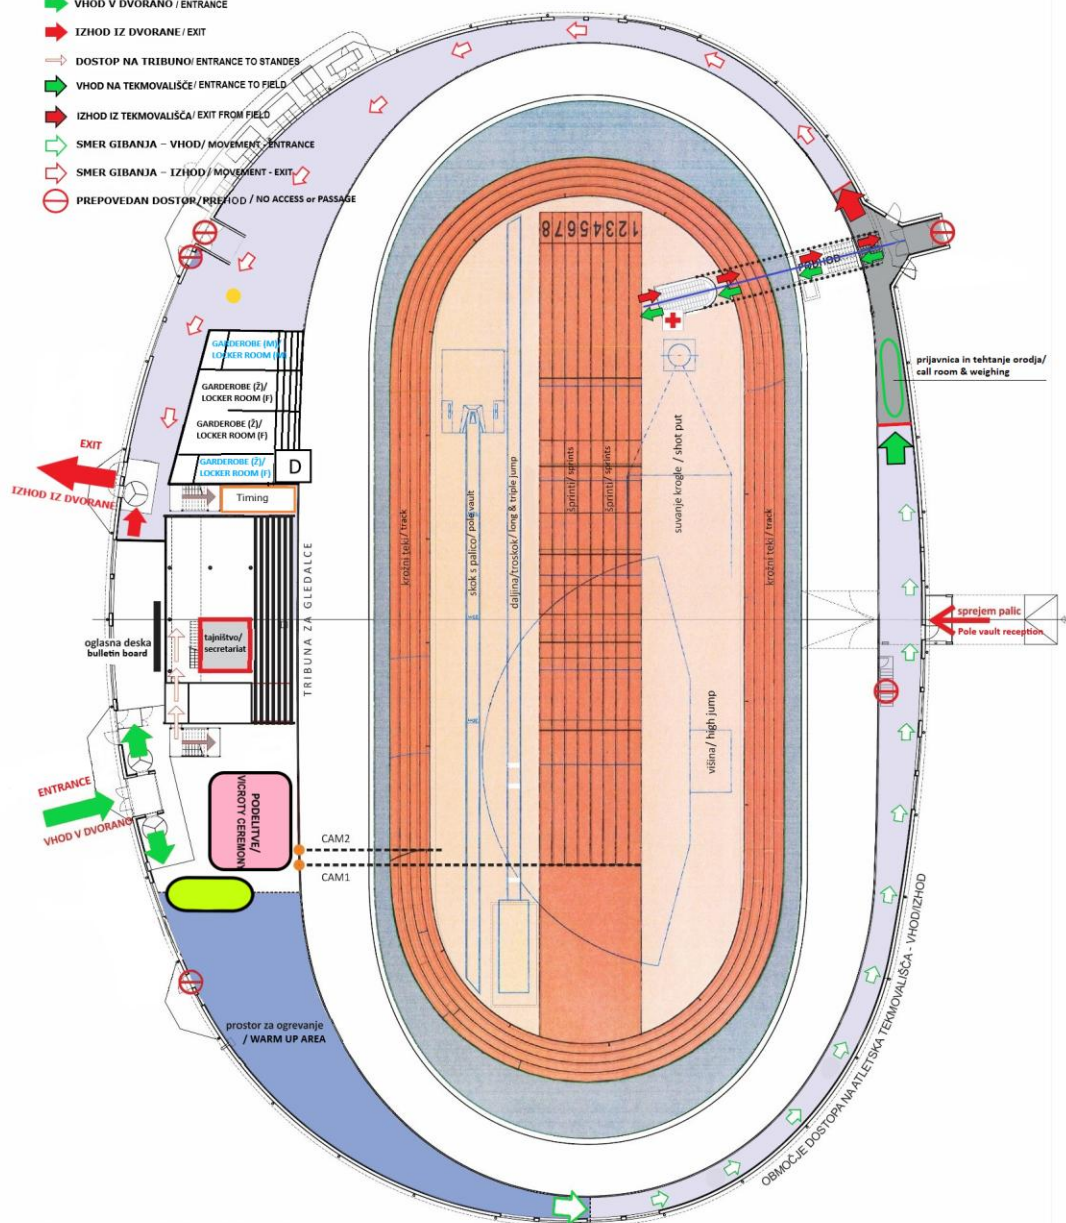 VHOD V DVORANO / ENTRANCE
IZHOD IZ DVORANE / EXIT
DOSTOP NA TRIBUNO/ ENTRANCE TO STANDES
VHOD NA TEKMOVALIŠČE/ ENTRANCE TO FIELD
IZHOD IZ TEKMOVALIŠČA/ EXIT FROM FIELD
SMER GIBANJA – VHOD/ MOVEMENT - ENTRANCE
SMER GIBANJA – IZHOD/ MOVEMENT - EXIT
PREPOVEDAN DOSTOP/PREHOD / NO ACCESS or PASSAGE
12345678
PREHOD
GARDEROBE (M)/
LOCKER ROOM (M)
GARDEROBE (Ž)/
LOCKER ROOM (F)
GARDEROBE (Ž)/
LOCKER ROOM (F)
GARDEROBE (Ž)/
LOCKER ROOM (F)
D
Timing
EXIT
IZHOD IZ DVORANE
prijavnica in tehtanje orodja/
call room & weighing
krožni teki/ track
skok s palico/ pole vault
daljina/troskok/ long & triple jump
šprinti/ sprints
šprinti/ sprints
suvanje krogle / shot put
krožni teki/ track
TRIBUNA ZA GLEDALCE
oglasna deska
bulletin board
tajništvo/
secretariat
sprejem palic
Pole vault reception
višina/ high jump
ENTRANCE
VHOD V DVORANO
PODELITVE/
VICROTY CEREMONY
CAM2
CAM1
prostor za ogrevanje
/ WARM UP AREA
OBMOČJE DOSTOPA NA ATLETSKA TEKMOVALIŠČA - VHOD/IZHOD